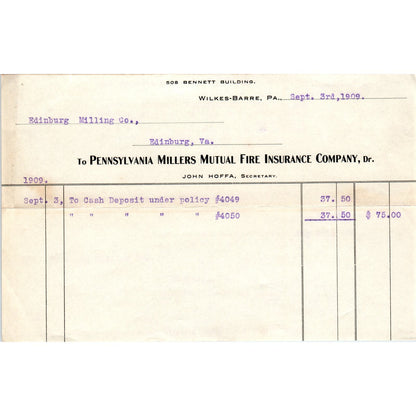 508 BENNETT BUILDING.
WILKES-BARRE, PA., Sept. 3rd, 1909.
Edinburg Milling Co.,
Edinburg, Va.
To PENNSYLVANIA MILLERS MUTUAL FIRE INSURANCE COMPANY, Dr.
JOHN HOFFA, SECRETARY.
1909.
Sept. 3, To Cash Deposit under policy #4049 37. 50
" " " " " #4050 37. 50 $ 75.00